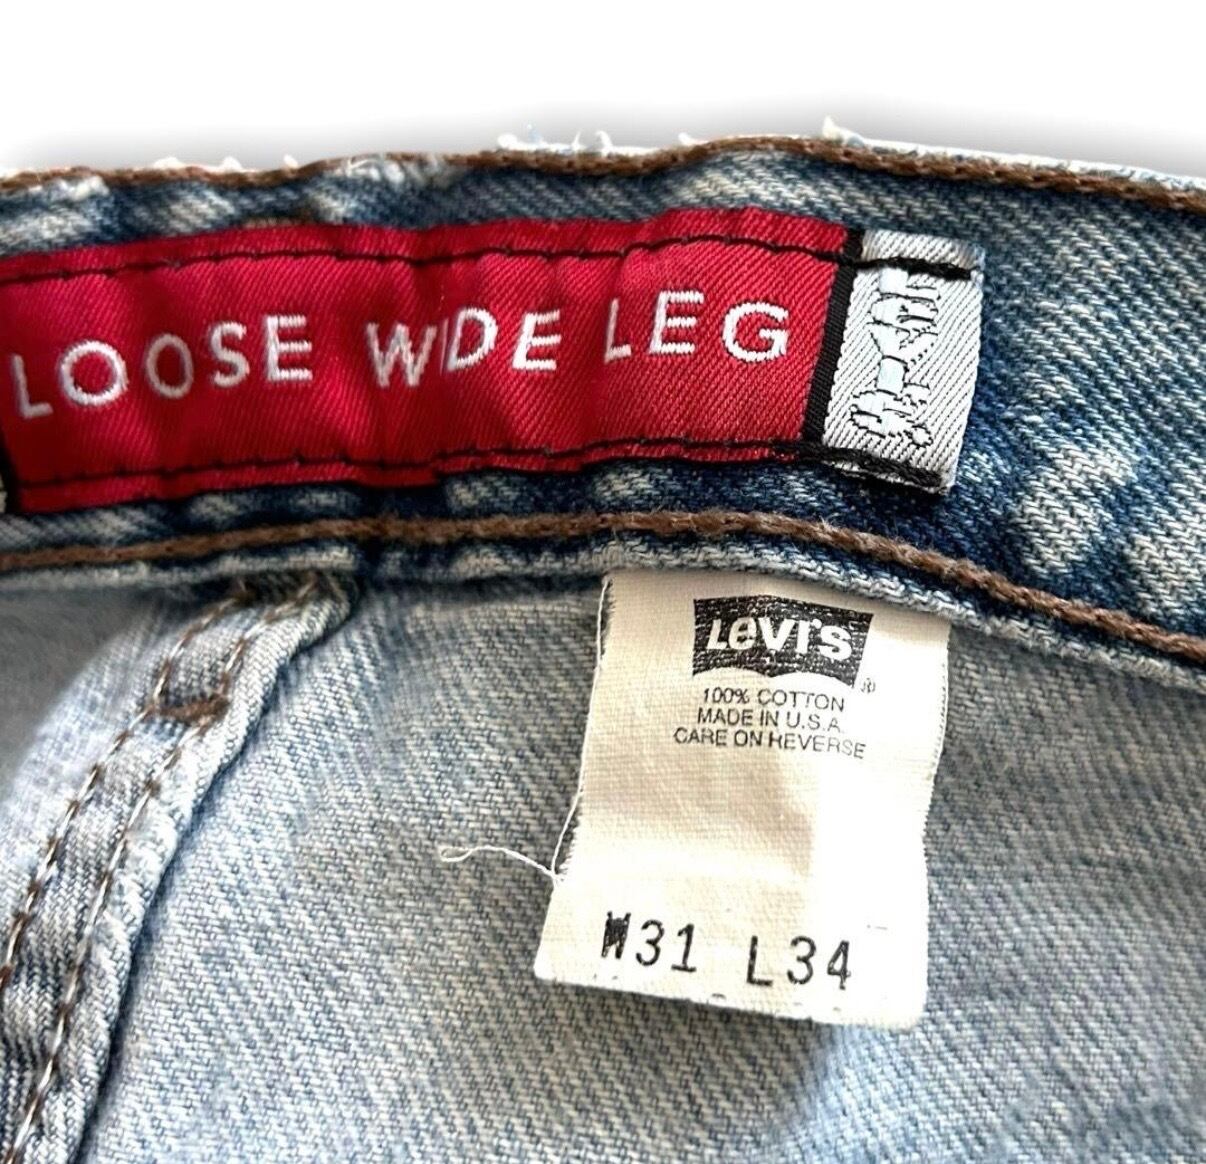 LOOSE WIDE LEG
Levi's
®
100% COTTON
MADE IN U.S.A.
CARE ON REVERSE
W31 L34